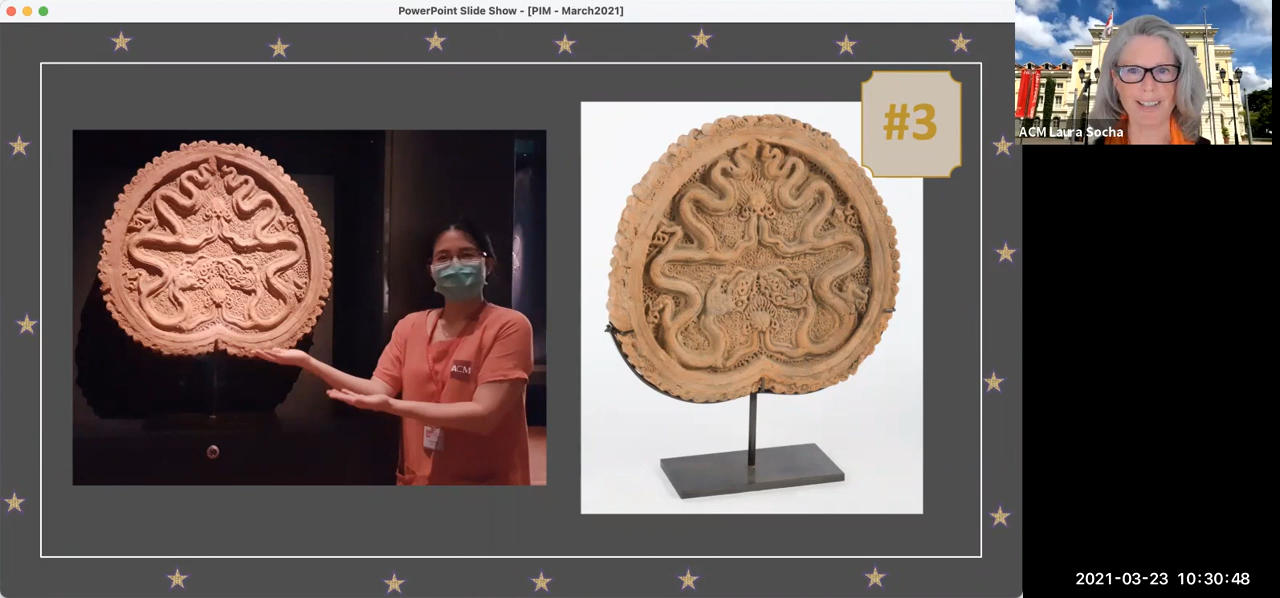 PowerPoint Slide Show - [PIM - March2021]
#3
ACM Laura Socha
ACM
2021-03-23 10:30:48